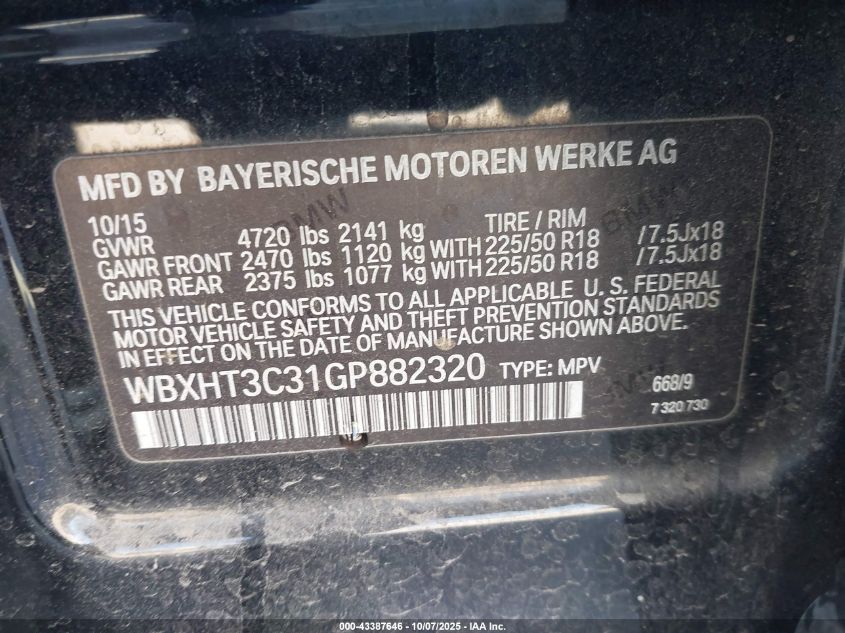 MFD BY BAYERISCHE MOTOREN WERKE AG
10/15 TIRE / RIM
GVWR 4720 lbs 2141 kg
GAWR FRONT 2470 lbs 1120 kg WITH 225/50 R18 /7.5Jx18
GAWR REAR 2375 lbs 1077 kg WITH 225/50 R18 /7.5Jx18
THIS VEHICLE CONFORMS TO ALL APPLICABLE U. S. FEDERAL
MOTOR VEHICLE SAFETY AND THEFT PREVENTION STANDARDS
IN EFFECT ON THE DATE OF MANUFACTURE SHOWN ABOVE.
WBXHT3C31GP882320 TYPE: MPV
668/9
7 320 730
BMW
BMW
000-43387646 - 10/07/2025 - IAA Inc.